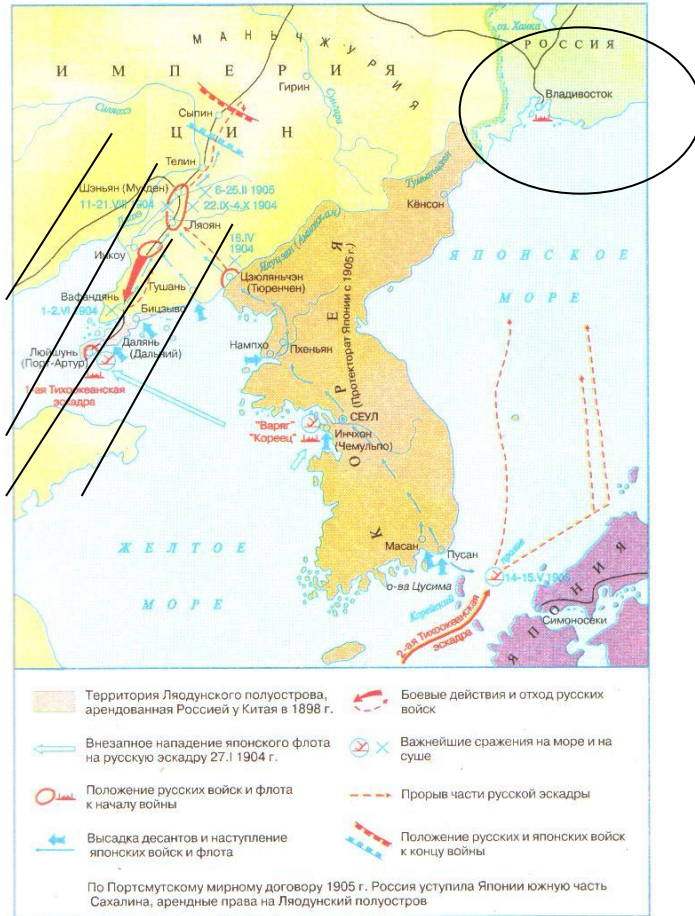 оз. Ханка
РОССИЯ
МАНЬЧЖУРИЯ
ИМПЕРИЯ
Гирин
Сунгари
Владивосток
Силяохэ
Сыпин
ЦИН
Телин
Тумыньцзян
Шэньян (Мукден)
6-25.II 1905
11-21.VIII 1904
22.IX-4.X 1904
Кёнсон
Ляохэ
Ляоян
18.IV
1904
Ялуцзян (Амноккан)
ЯПОНСКОЕ
МОРЕ
Инкоу
Цзюляньчэн
(Тюренчен)
Гушань
Вафандянь
1-2.VI 1904
Бицзыво
Далянь
(Дальний)
Люйшунь
(Порт-Артур)
1-ая Тихоокеанская
эскадра
Нампхо
Пхеньян
КОРЕЯ
(Протекторат Японии с 1905 г.)
СЕУЛ
"Варяг"
"Кореец"
Инчхон
(Чемульпо)
ЖЕЛТОЕ
МОРЕ
Масан
Пусан
о-ва Цусима
Корейский
пролив
14-15.V 1905
2-ая Тихоокеанская
эскадра
Симоносеки
ЯПОНИЯ
Территория Ляодунского полуострова,
арендованная Россией у Китая в 1898 г.
Внезапное нападение японского флота
на русскую эскадру 27.I 1904 г.
Положение русских войск и флота
к началу войны
Высадка десантов и наступление
японских войск и флота
Боевые действия и отход русских
войск
Важнейшие сражения на море и на
суше
Прорыв части русской эскадры
Положение русских и японских войск
к концу войны
По Портсмутскому мирному договору 1905 г. Россия уступила Японии южную часть
Сахалина, арендные права на Ляодунский полуостров